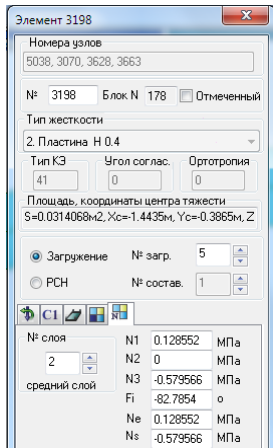 Элемент 3198
Номера узлов
5038, 3070, 3628, 3663
№ 3198 Блок N 178 Отмеченный
Тип жесткости
2. Пластина H 0.4
Тип КЭ Угол соглас. Ортотропия
41 0 0
Площадь, координаты центра тяжести
S=0.0314068м2, Xc=-1.4435м, Yc=-0.3865м, Z
Загружение № загр. 5
РСН № состав. 1
C1 N
№ слоя
2
средний слой
N1 0.128552 МПа
N2 0 МПа
N3 -0.579566 МПа
Fi -82.7854 о
Ne 0.128552 МПа
Ns -0.579566 МПа